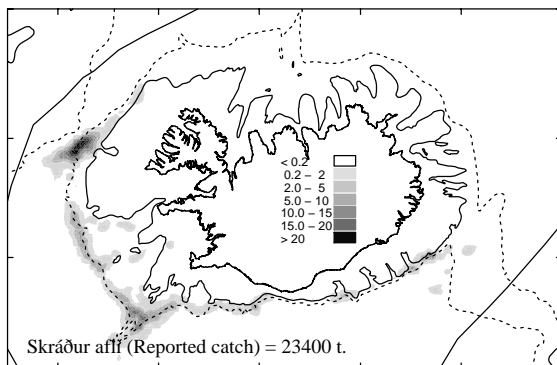 < 0.2
0.2 – 2
2.0 – 5
5.0 – 10
10.0 – 15
15.0 – 20
> 20
Skráður afli (Reported catch) = 23400 t.